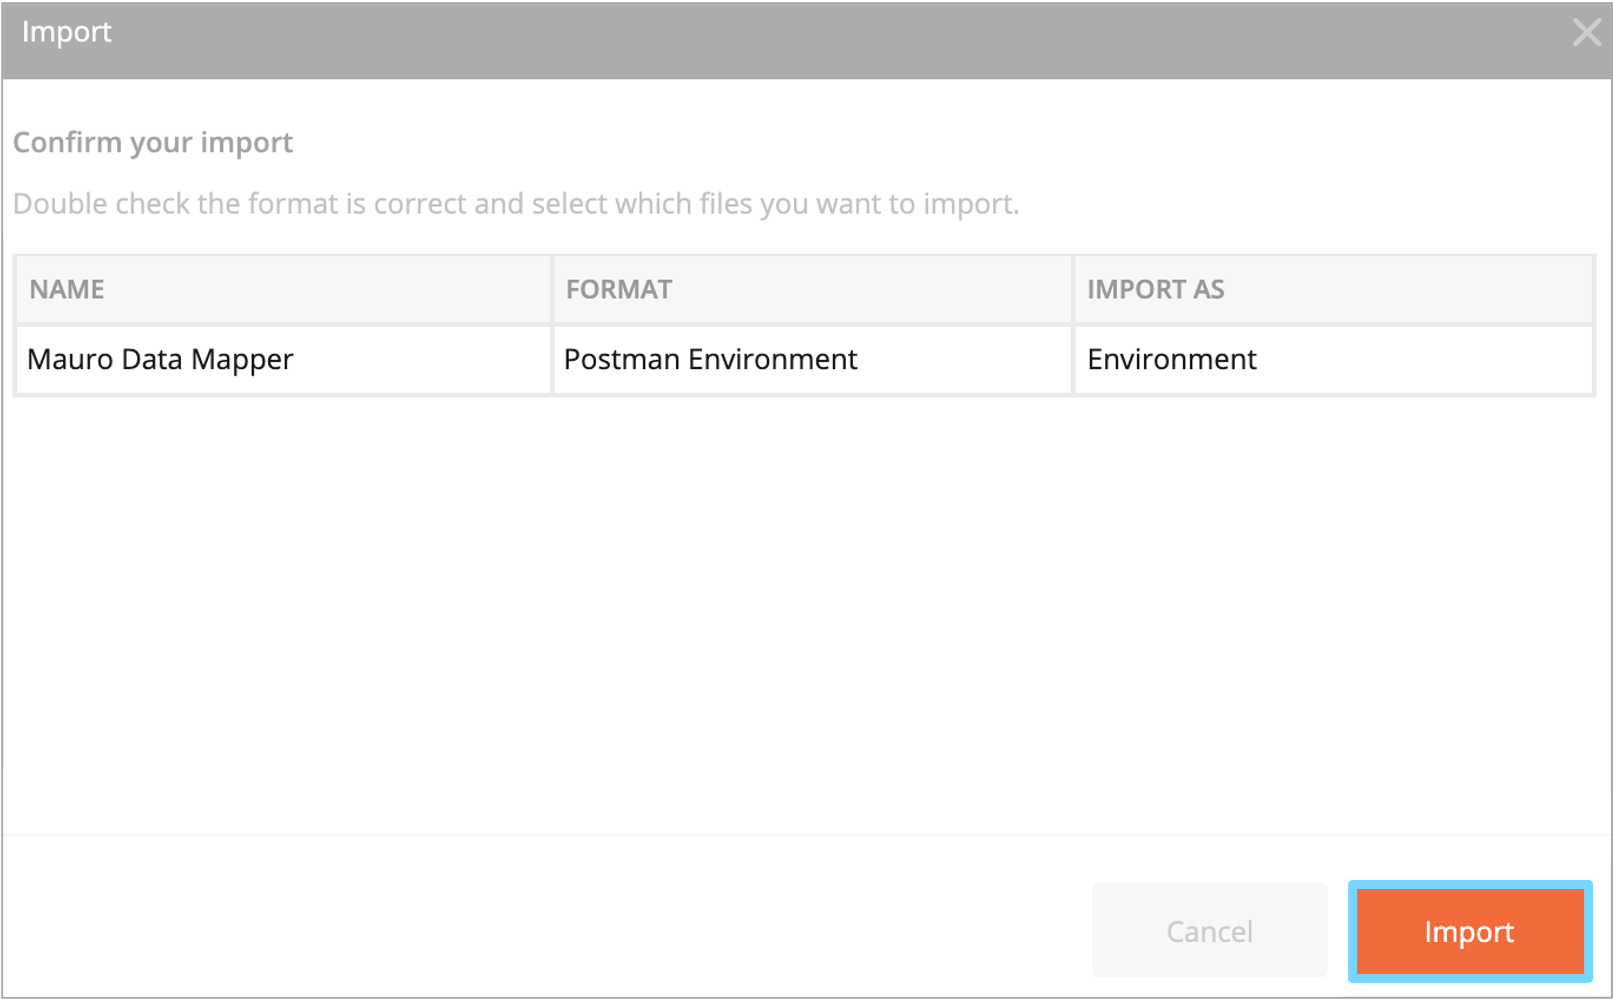 Import
Confirm your import
Double check the format is correct and select which files you want to import.
NAME FORMAT IMPORT AS
Mauro Data Mapper Postman Environment Environment
Cancel Import